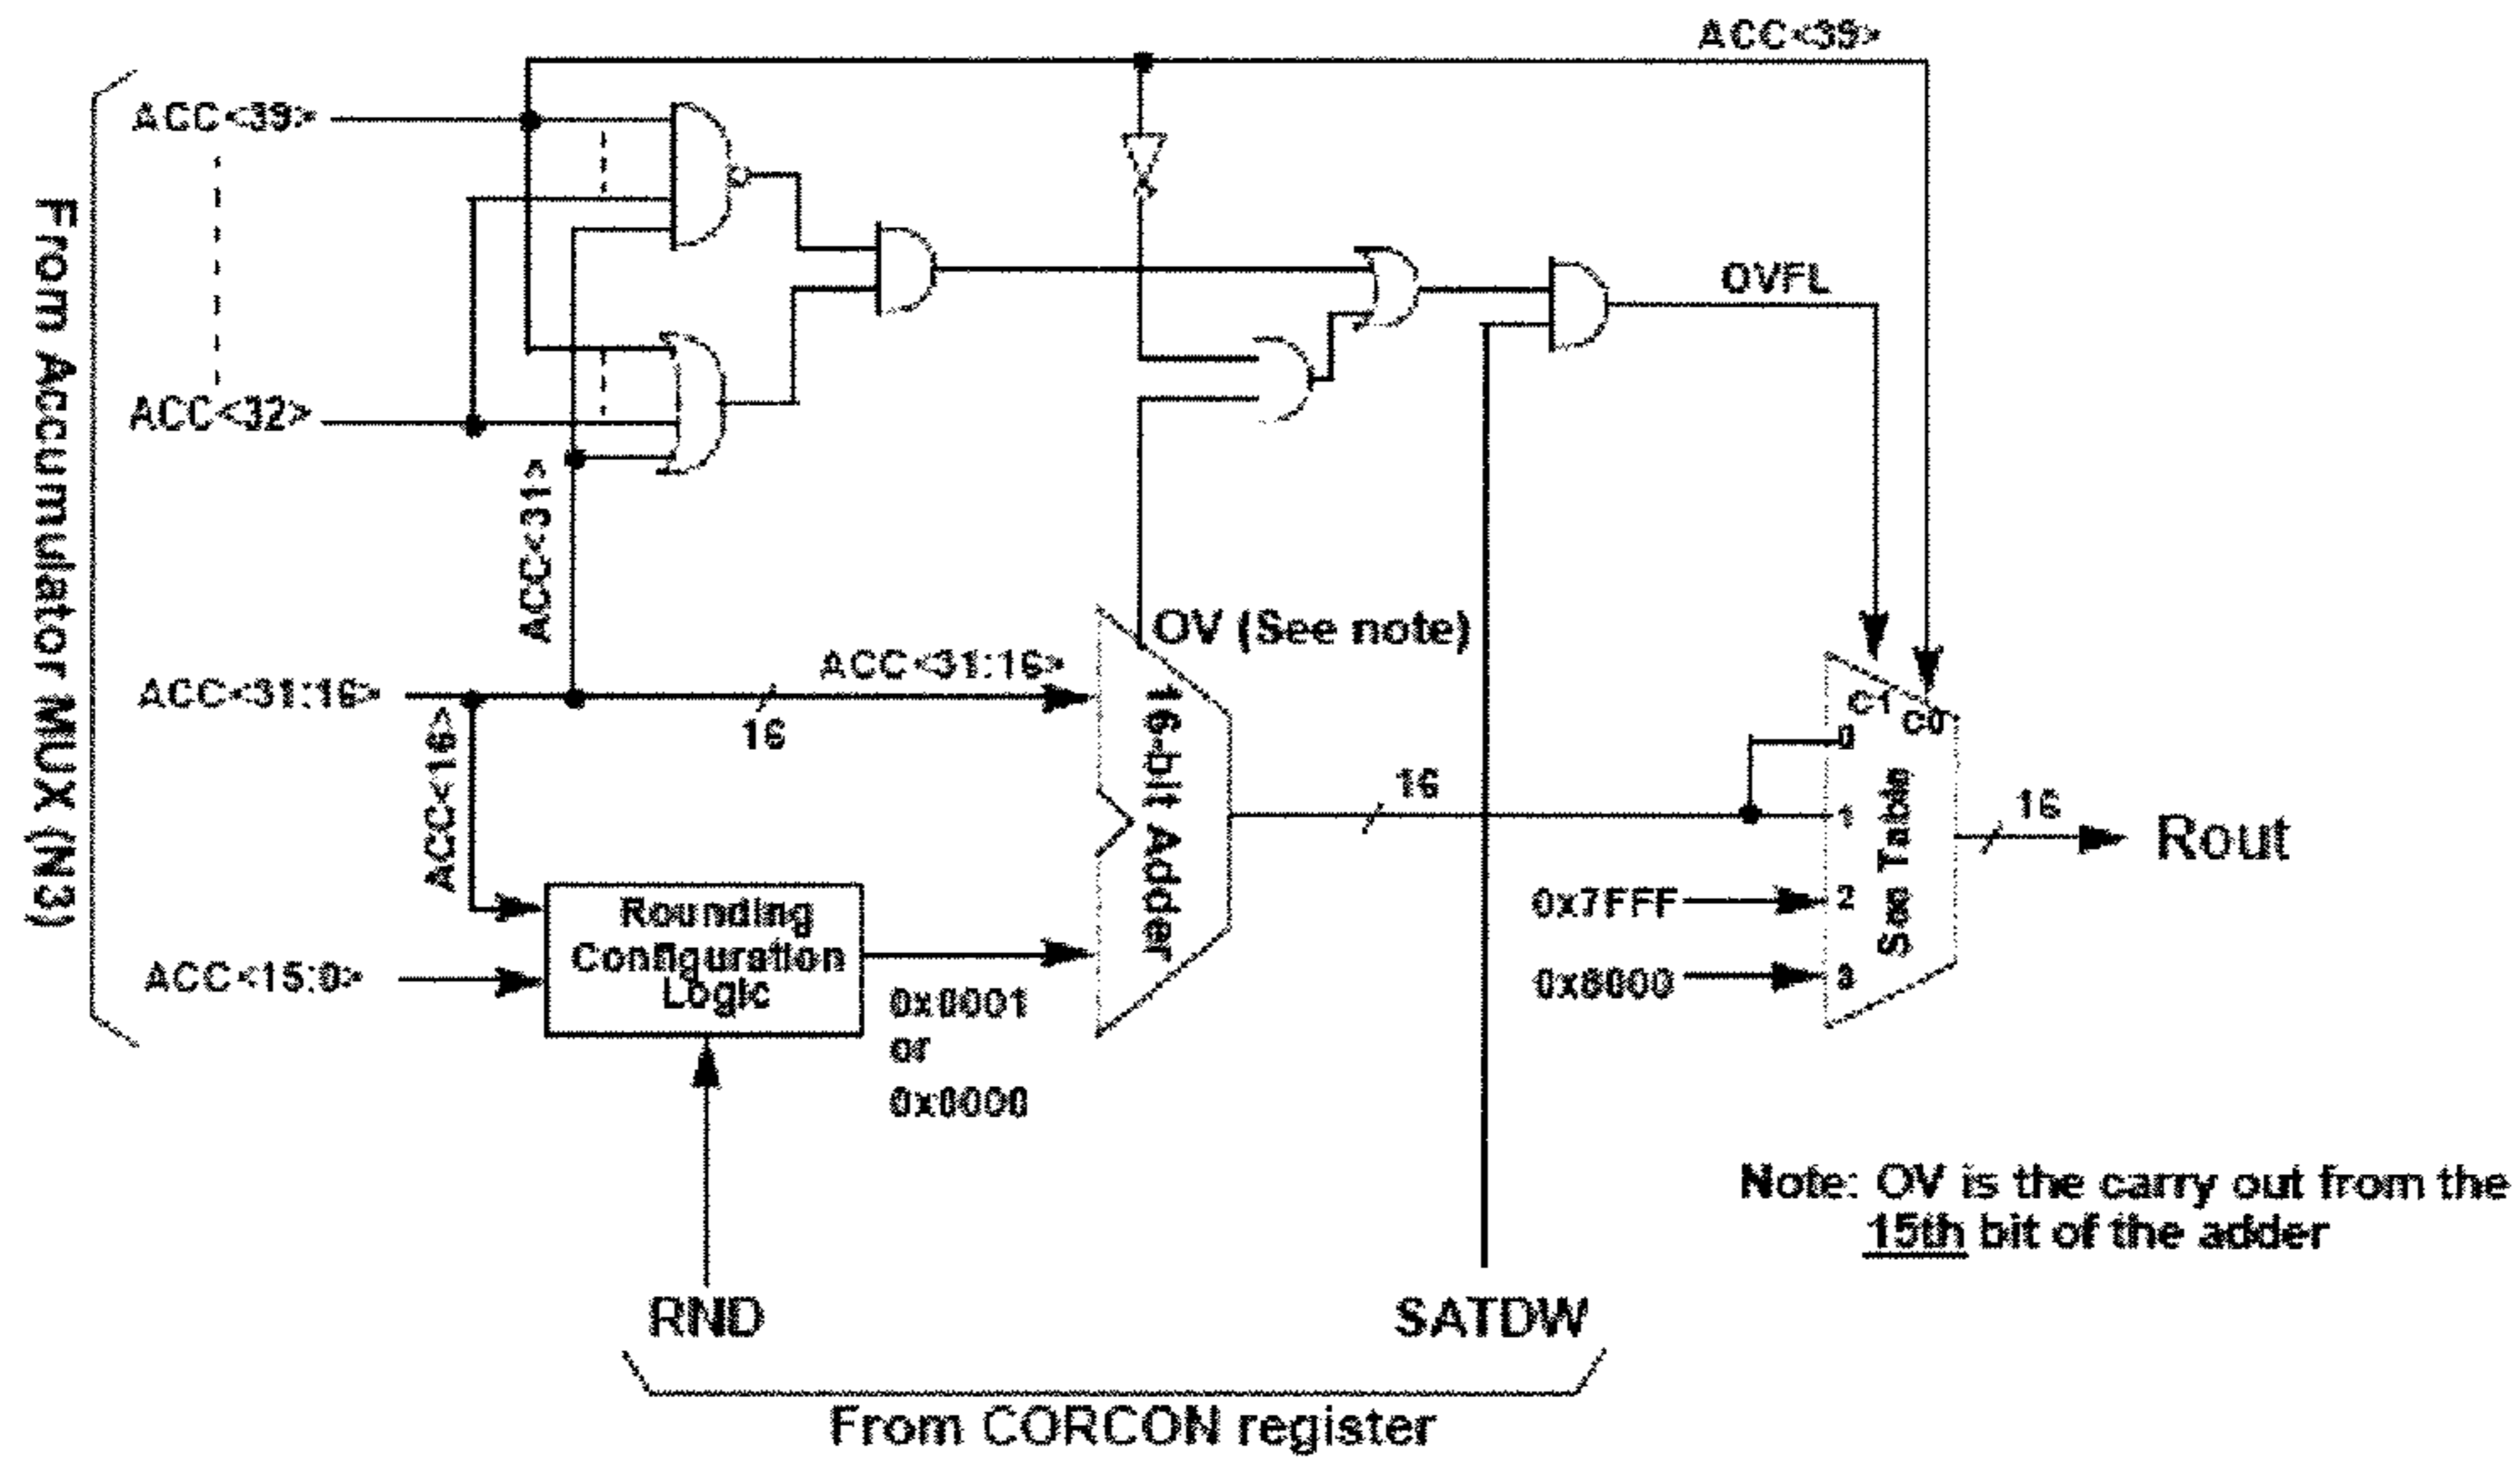 ACC<39>
ACC<39>
ACC<32>
OVFL
From Accumulator MUX (N3)
ACC<31>
OV (See note)
ACC<31:16>
ACC<31:16>
16
ACC<16>
16-bit Adder
C1
C0
0
1
2
3
See Table
16
16
Rout
0x7FFF
0x8000
Rounding
Configuration
Logic
ACC<15:0>
0x0001
or
0x0000
Note: OV is the carry out from the
15th bit of the adder
RND
SATDW
From CORCON register